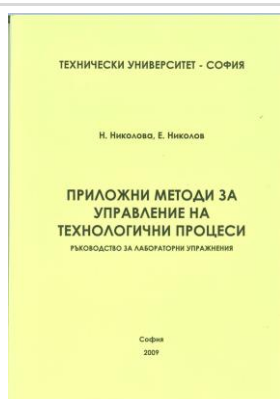 ТЕХНИЧЕСКИ УНИВЕРСИТЕТ - СОФИЯ
Н. Николова, Е. Николов
ПРИЛОЖНИ МЕТОДИ ЗА
УПРАВЛЕНИЕ НА
ТЕХНОЛОГИЧНИ ПРОЦЕСИ
РЪКОВОДСТВО ЗА ЛАБОРАТОРНИ УПРАЖНЕНИЯ
София
2009